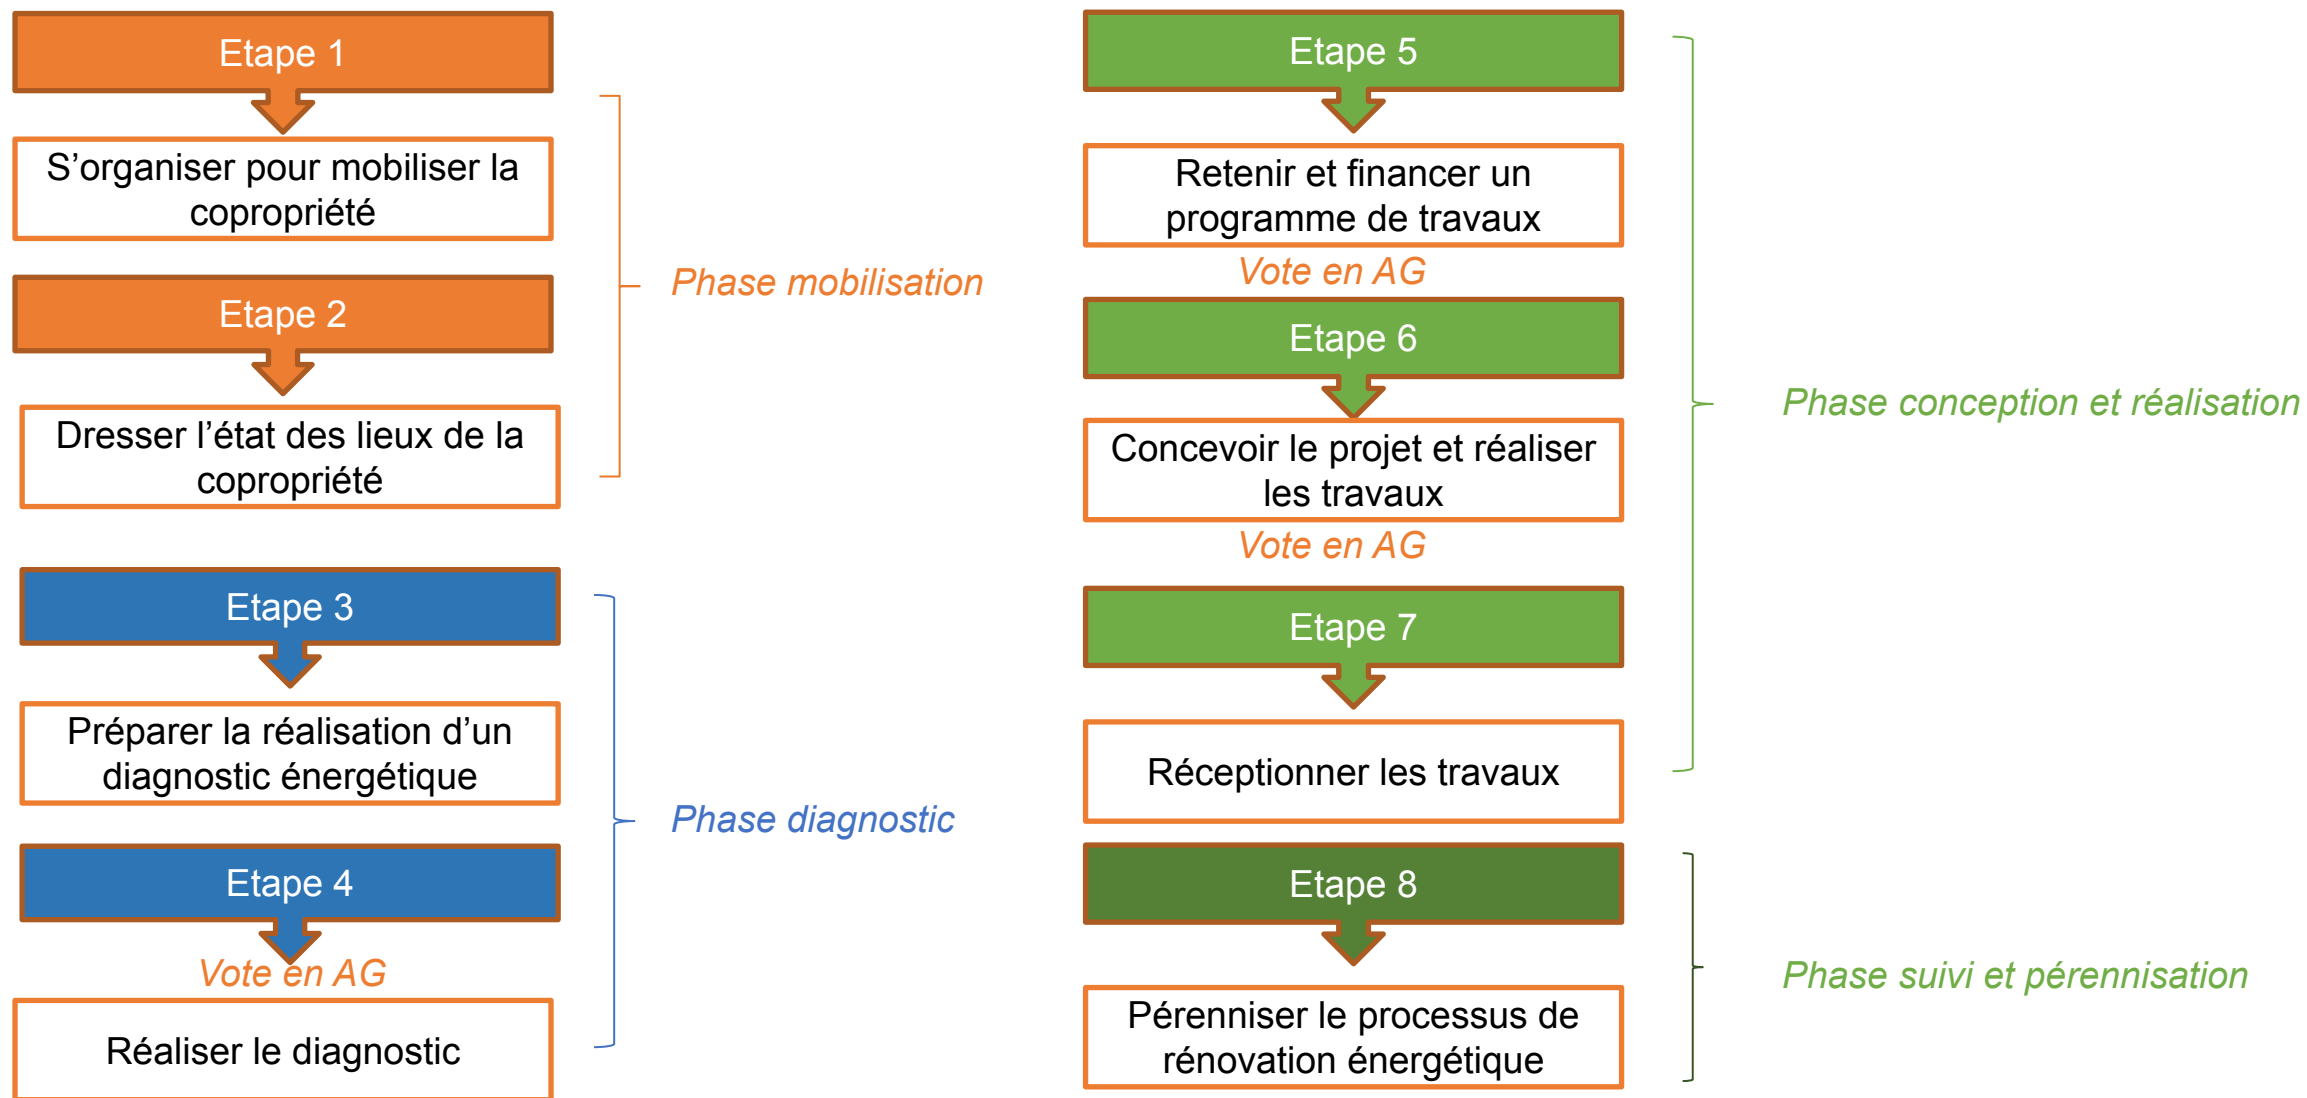 Etape 1
S’organiser pour mobiliser la
copropriété
Etape 2
Dresser l’état des lieux de la
copropriété
Phase mobilisation
Etape 3
Préparer la réalisation d’un
diagnostic énergétique
Etape 4
Vote en AG
Réaliser le diagnostic
Phase diagnostic
Etape 5
Retenir et financer un
programme de travaux
Vote en AG
Etape 6
Concevoir le projet et réaliser
les travaux
Vote en AG
Etape 7
Réceptionner les travaux
Phase conception et réalisation
Etape 8
Pérenniser le processus de
rénovation énergétique
Phase suivi et pérennisation